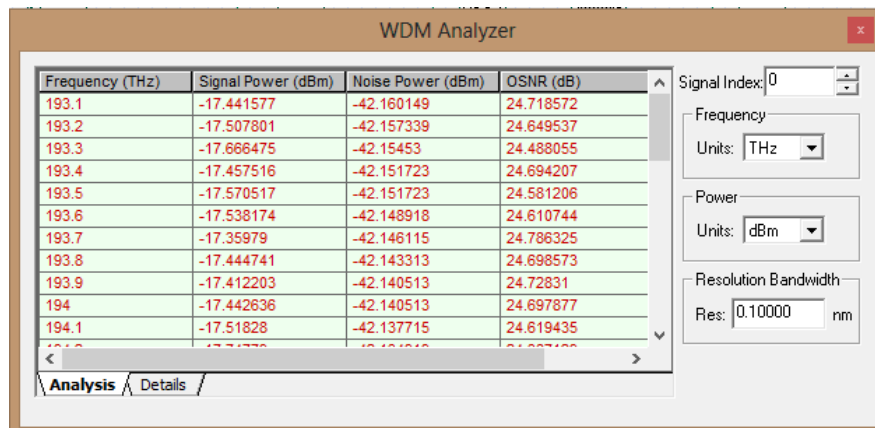 WDM Analyzer
x
Frequency (THz) Signal Power (dBm) Noise Power (dBm) OSNR (dB)
193.1 -17.441577 -42.160149 24.718572
193.2 -17.507801 -42.157339 24.649537
193.3 -17.666475 -42.15453 24.488055
193.4 -17.457516 -42.151723 24.694207
193.5 -17.570517 -42.151723 24.581206
193.6 -17.538174 -42.148918 24.610744
193.7 -17.35979 -42.146115 24.786325
193.8 -17.444741 -42.143313 24.698573
193.9 -17.412203 -42.140513 24.72831
194 -17.442636 -42.140513 24.697877
194.1 -17.51828 -42.137715 24.619435
Analysis Details
Signal Index: 0
Frequency
Units: THz
Power
Units: dBm
Resolution Bandwidth
Res: 0.10000 nm